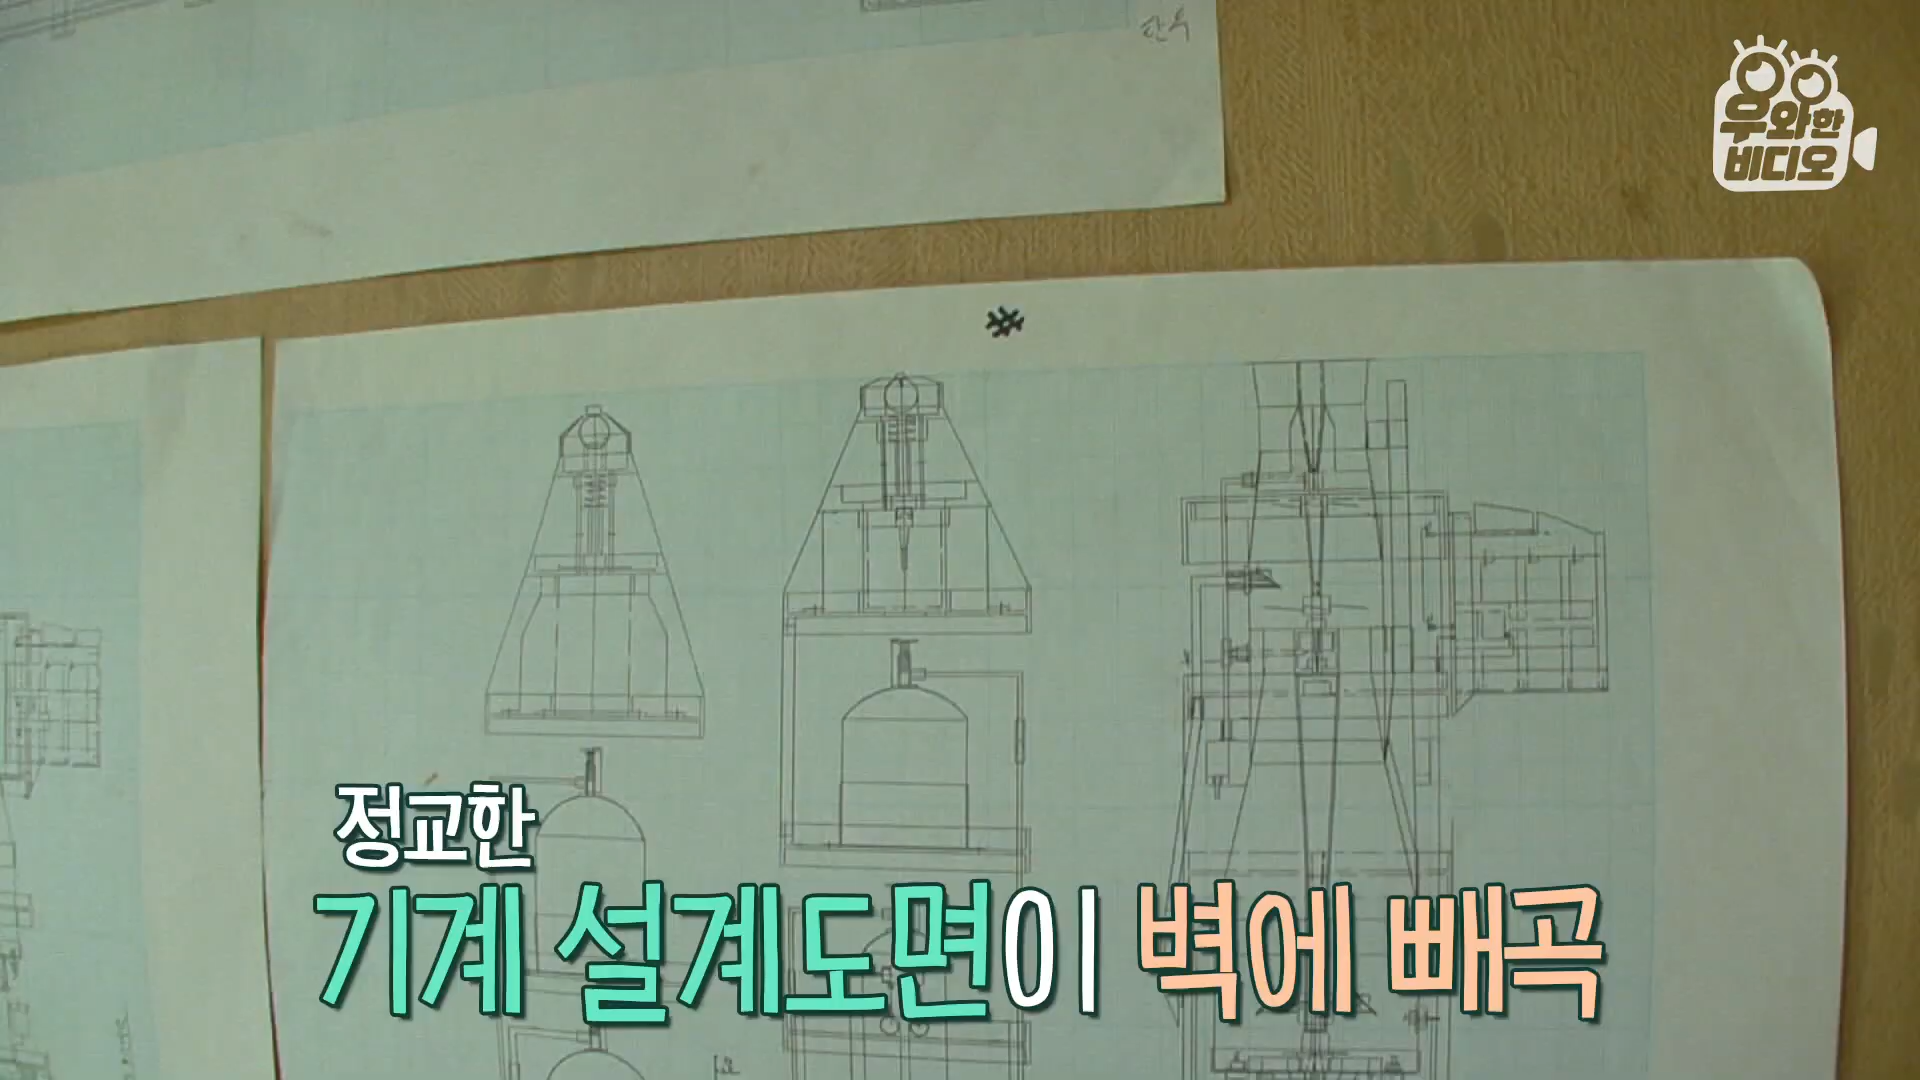 우와한
비디오
정교한
기계 설계도면이 벽에 빼곡